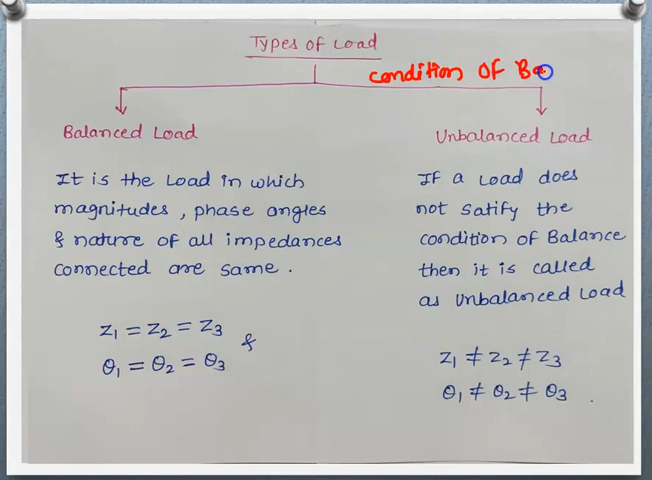 Types of Load
condition OF Ba
Balanced Load
It is the Load in which
magnitudes, phase angles
& nature of all impedances
connected are same.
Z1 = Z2 = Z3
&
θ1 = θ2 = θ3
Unbalanced Load
If a Load does
not satify the
condition of Balance
then it is called
as Unbalanced Load
Z1 ≠ Z2 ≠ Z3
θ1 ≠ θ2 ≠ θ3 .